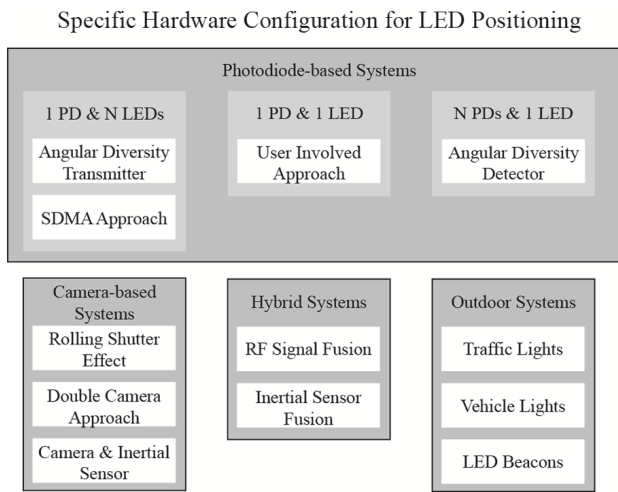 Specific Hardware Configuration for LED Positioning
Photodiode-based Systems
1 PD & N LEDs
Angular Diversity
Transmitter
SDMA Approach
1 PD & 1 LED
User Involved
Approach
N PDs & 1 LED
Angular Diversity
Detector
Camera-based
Systems
Rolling Shutter
Effect
Double Camera
Approach
Camera & Inertial
Sensor
Hybrid Systems
RF Signal Fusion
Inertial Sensor
Fusion
Outdoor Systems
Traffic Lights
Vehicle Lights
LED Beacons